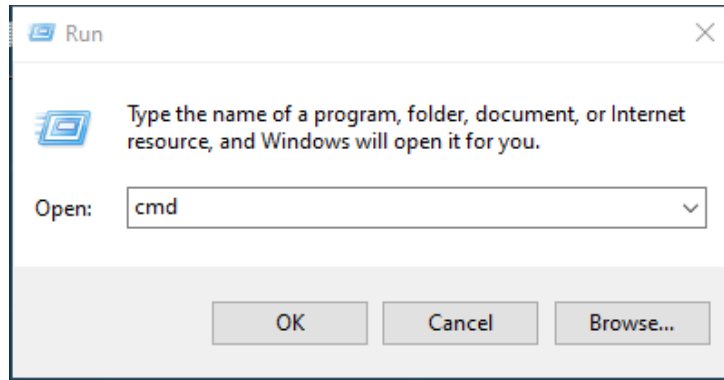 Run
Type the name of a program, folder, document, or Internet
resource, and Windows will open it for you.
Open: cmd
OK Cancel Browse...